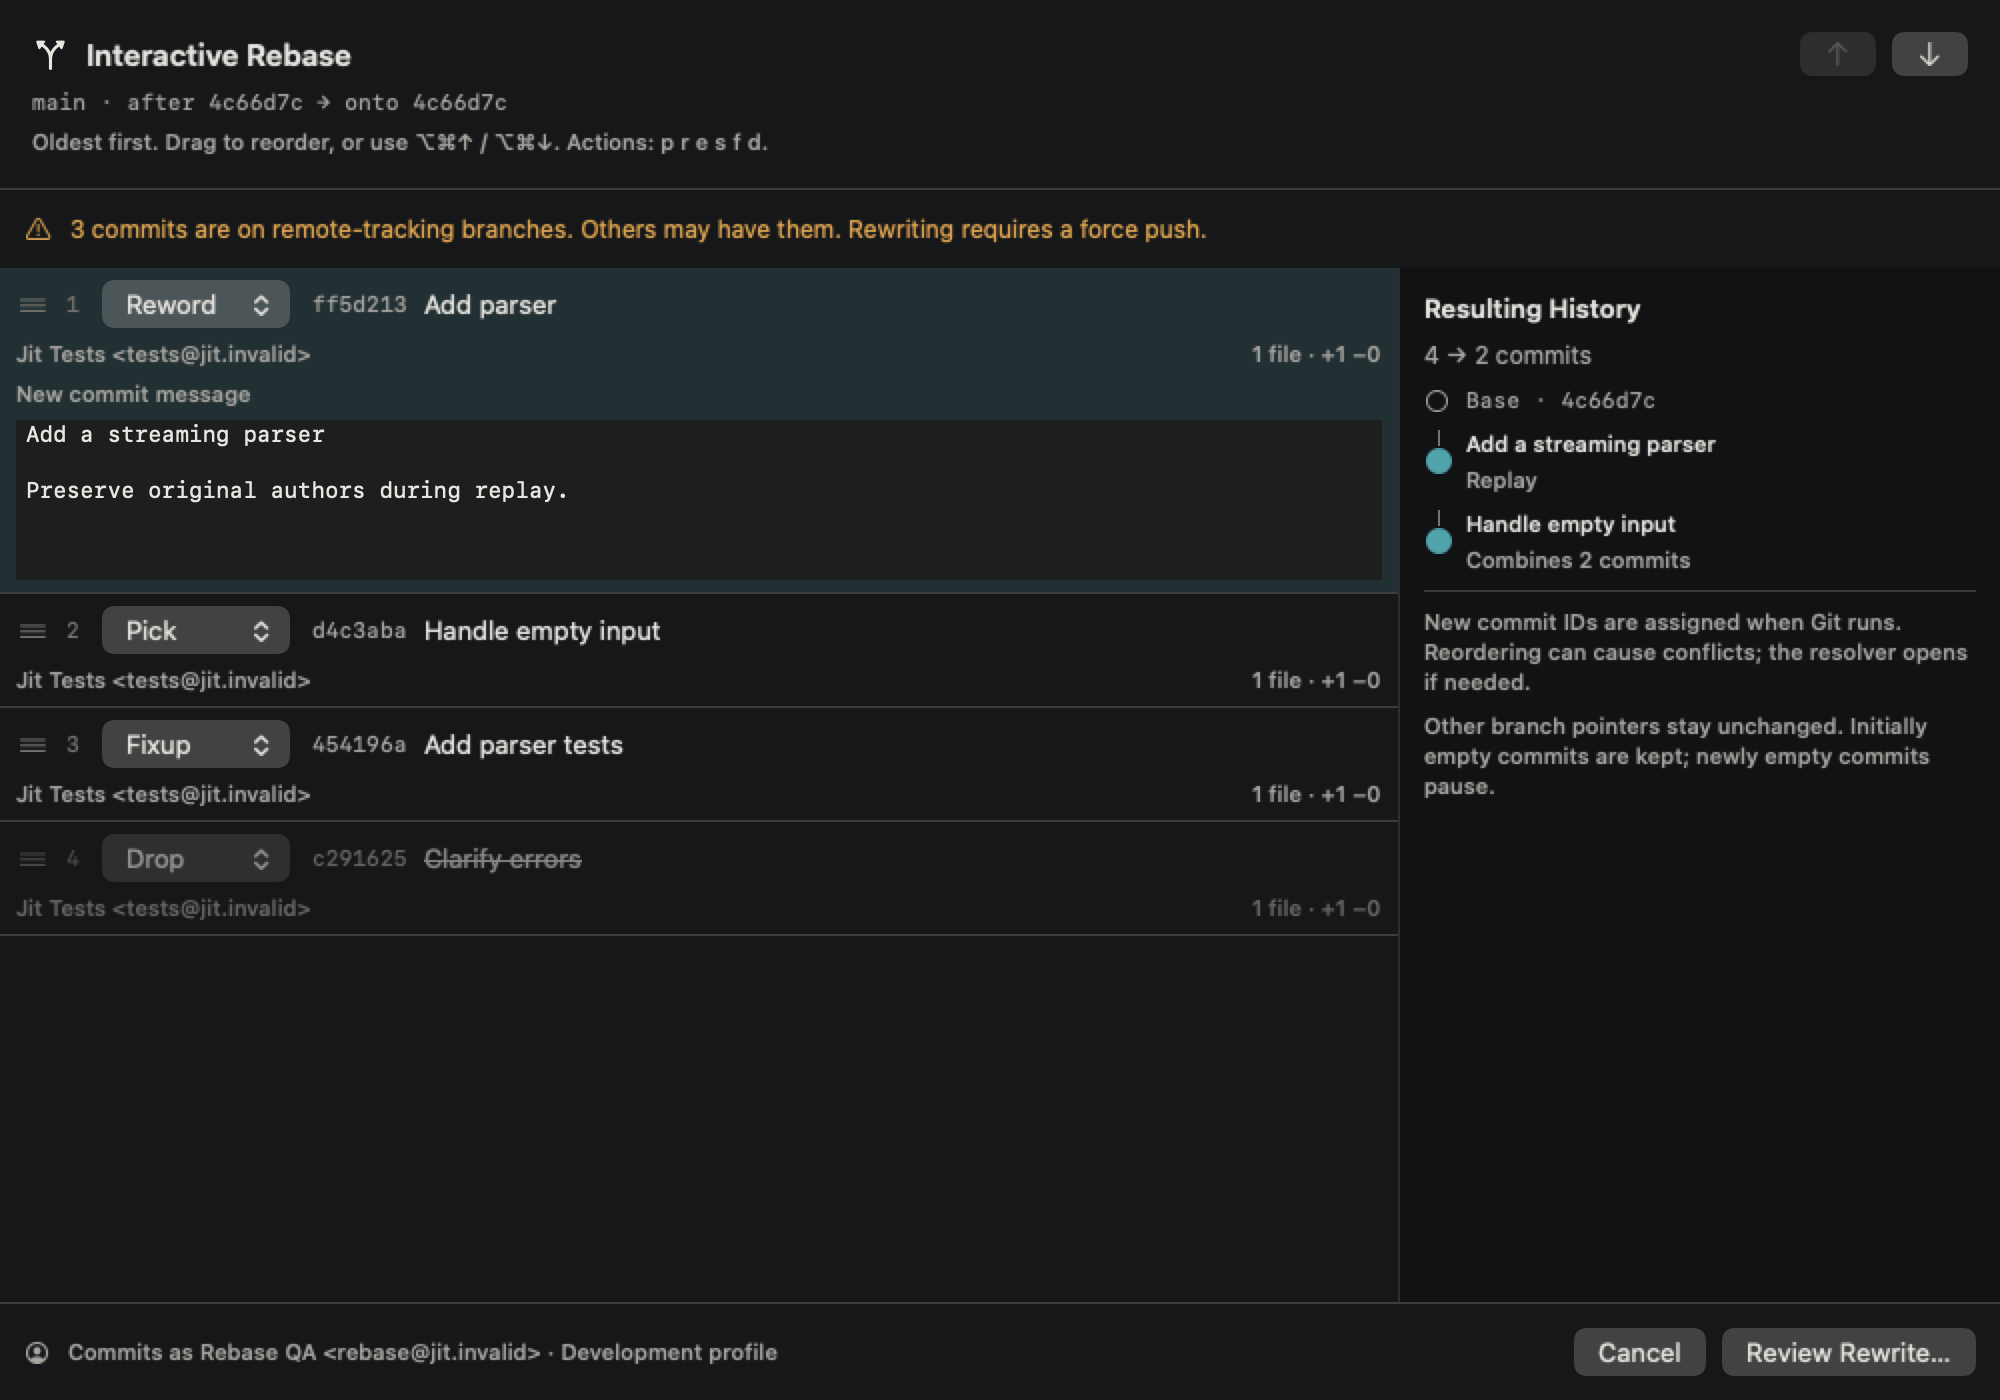 Interactive Rebase
main · after 4c66d7c → onto 4c66d7c
Oldest first. Drag to reorder, or use ⌥⌘↑ / ⌥⌘↓. Actions: p r e s f d.
3 commits are on remote-tracking branches. Others may have them. Rewriting requires a force push.
1 Reword ff5d213 Add parser
Jit Tests <tests@jit.invalid> 1 file · +1 −0
New commit message
Add a streaming parser
Preserve original authors during replay.
2 Pick d4c3aba Handle empty input
Jit Tests <tests@jit.invalid> 1 file · +1 −0
3 Fixup 454196a Add parser tests
Jit Tests <tests@jit.invalid> 1 file · +1 −0
4 Drop c291625 Clarify errors
Jit Tests <tests@jit.invalid> 1 file · +1 −0
Resulting History
4 → 2 commits
Base · 4c66d7c
Add a streaming parser
Replay
Handle empty input
Combines 2 commits
New commit IDs are assigned when Git runs.
Reordering can cause conflicts; the resolver opens
if needed.
Other branch pointers stay unchanged. Initially
empty commits are kept; newly empty commits
pause.
Commits as Rebase QA <rebase@jit.invalid> · Development profile
Cancel
Review Rewrite...